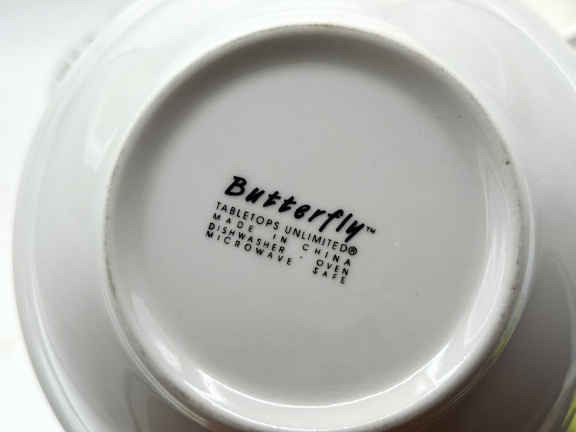 Butterfly™
TABLETOPS UNLIMITED®
MADE IN CHINA
DISHWASHER · OVEN
MICROWAVE SAFE